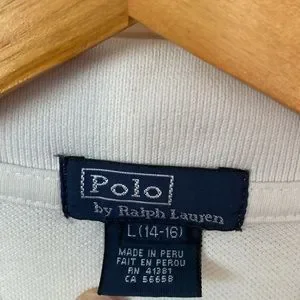 Polo
by Ralph Lauren
L (14-16)
MADE IN PERU
FAIT EN PEROU
RN 41381
CA 56658